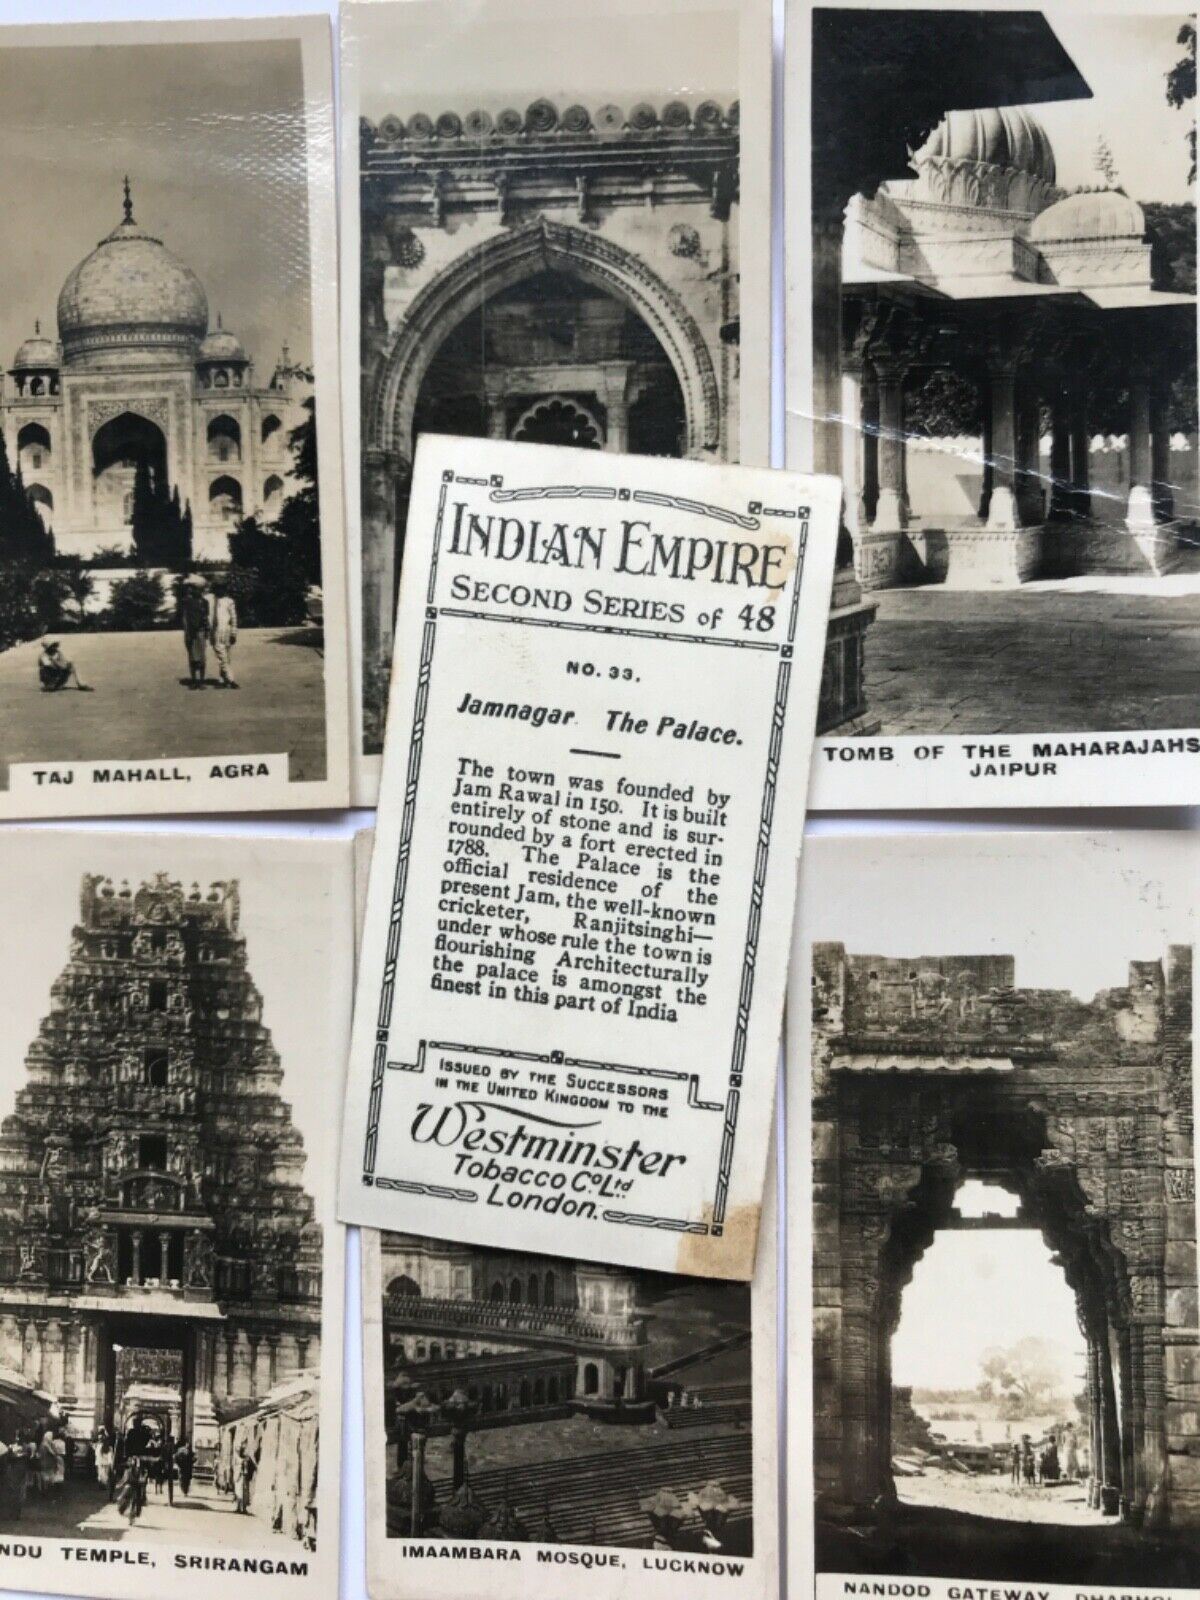 TAJ MAHALL, AGRA
TOMB OF THE MAHARAJAHS
JAIPUR
INDIAN EMPIRE
SECOND SERIES of 48
NO. 33.
Jamnagar. The Palace.
The town was founded by
Jam Rawal in 150. It is built
entirely of stone and is sur-
rounded by a fort erected in
1788. The Palace is the
official residence of the
present Jam, the well-known
cricketer, Ranjitsinghi—
under whose rule the town is
flourishing Architecturally
the palace is amongst the
finest in this part of India
ISSUED BY THE SUCCESSORS
IN THE UNITED KINGDOM TO THE
Westminster
Tobacco Co. Ltd.
London.
NDU TEMPLE, SRIRANGAM
IMAAMBARA MOSQUE, LUCKNOW
NANDOD GATEWAY,